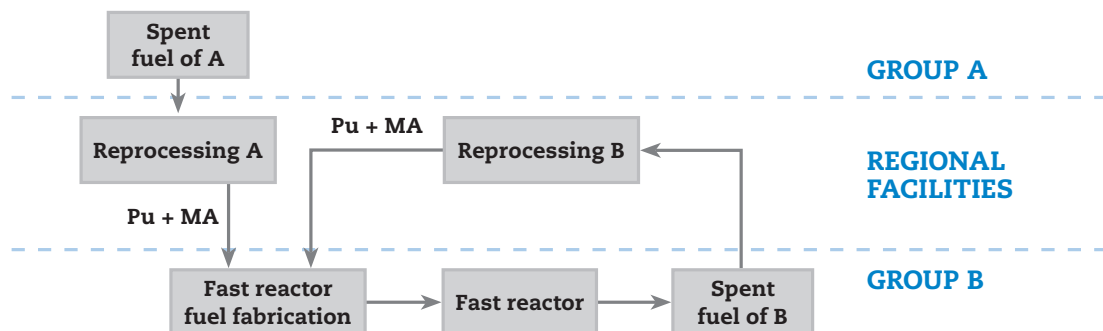 Spent
fuel of A
GROUP A
Reprocessing A
Pu + MA
Reprocessing B
REGIONAL
FACILITIES
Pu + MA
Fast reactor
fuel fabrication
Fast reactor
Spent
fuel of B
GROUP B